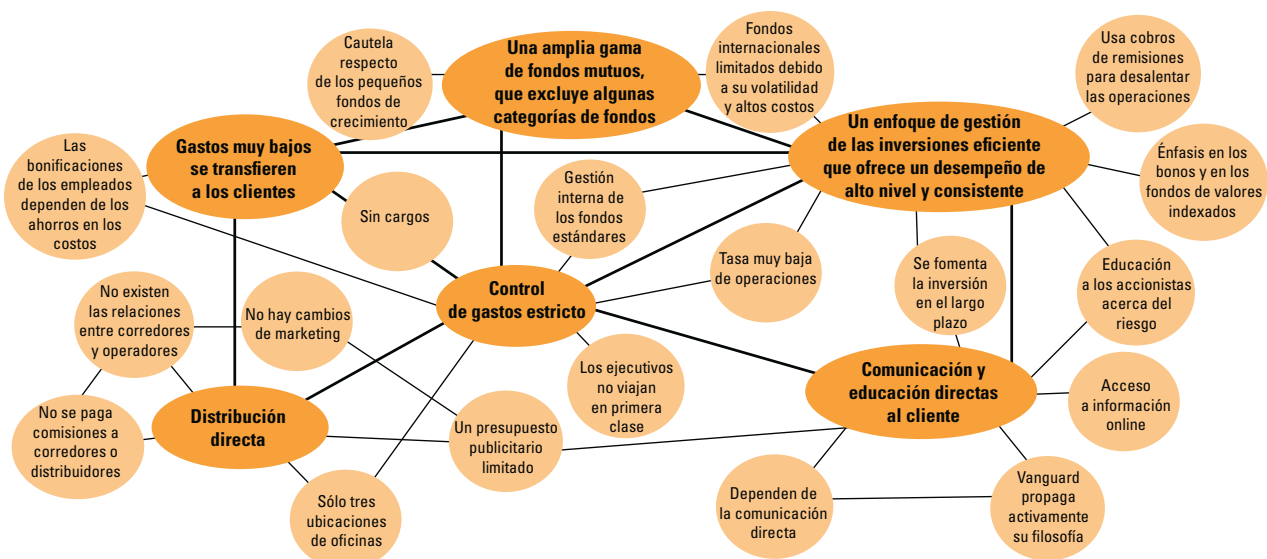 Cautela
respecto
de los pequeños
fondos de
crecimiento
Una amplia gama
de fondos mutuos,
que excluye algunas
categorías de fondos
Fondos
internacionales
limitados debido
a su volatilidad
y altos costos
Usa cobros
de remisiones
para desalentar
las operaciones
Las
bonificaciones
de los empleados
dependen de los
ahorros en los
costos
Gastos muy bajos
se transfieren
a los clientes
Un enfoque de gestión
de las inversiones eficiente
que ofrece un desempeño de
alto nivel y consistente
Énfasis en los
bonos y en los
fondos de valores
indexados
Sin cargos
Gestión
interna de
los fondos
estándares
Tasa muy baja
de operaciones
Se fomenta
la inversión
en el largo
plazo
Educación
a los accionistas
acerca del
riesgo
No existen
las relaciones
entre corredores
y operadores
No hay cambios
de marketing
Control
de gastos estricto
Los ejecutivos
no viajan
en primera
clase
Comunicación y
educación directas
al cliente
Acceso
a información
online
No se paga
comisiones a
corredores o
distribuidores
Distribución
directa
Un presupuesto
publicitario
limitado
Sólo tres
ubicaciones
de oficinas
Dependen de
la comunicación
directa
Vanguard
propaga
activamente
su filosofía